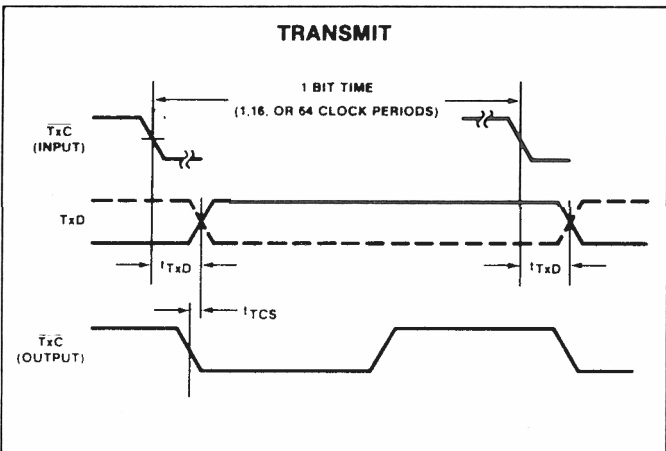 TRANSMIT
1 BIT TIME
(1,16, OR 64 CLOCK PERIODS)
TxC
(INPUT)
TxD
tTxD
tTxD
tTCS
TxC
(OUTPUT)